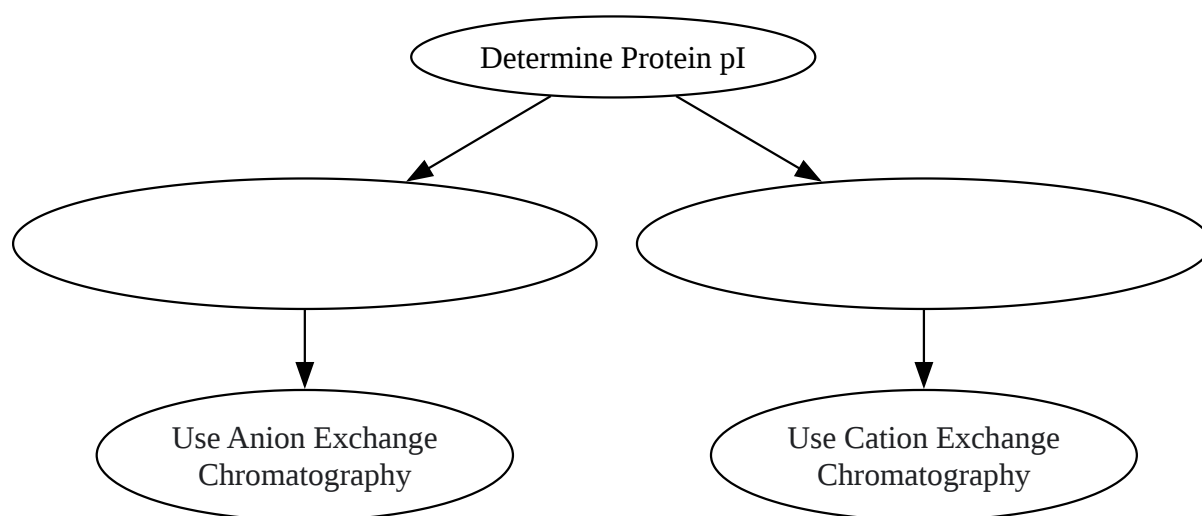 Determine Protein pI
Use Anion Exchange
Chromatography
Use Cation Exchange
Chromatography